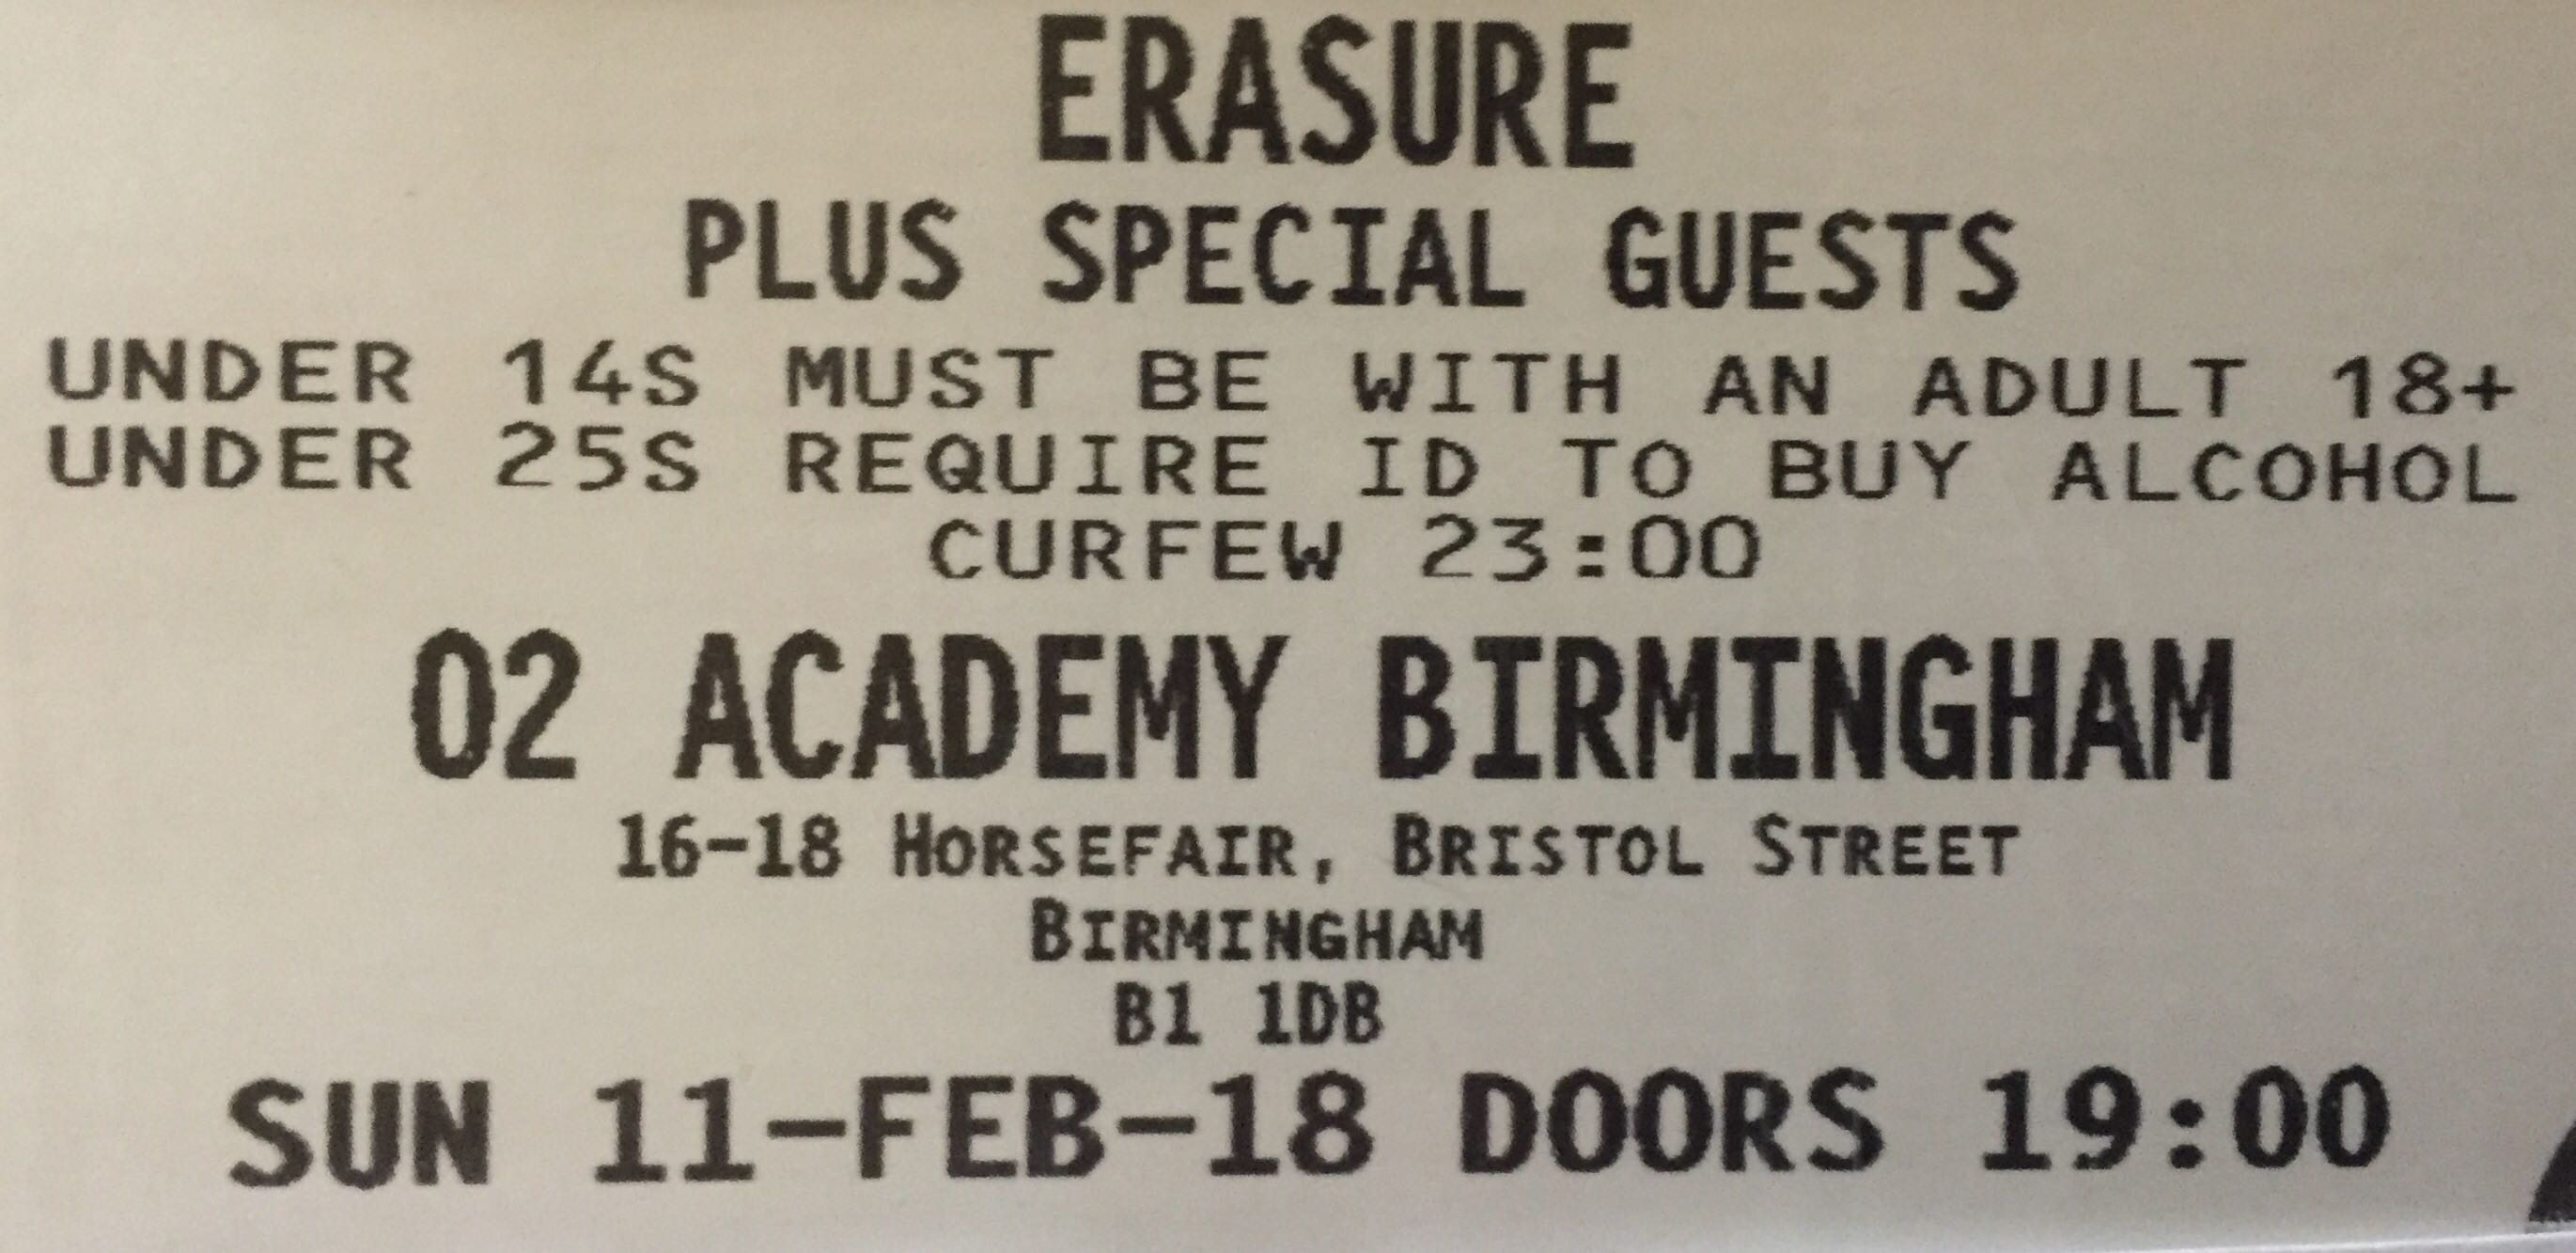 ERASURE
PLUS SPECIAL GUESTS
UNDER 14S MUST BE WITH AN ADULT 18+
UNDER 25S REQUIRE ID TO BUY ALCOHOL
CURFEW 23:00
O2 ACADEMY BIRMINGHAM
16-18 HORSEFAIR, BRISTOL STREET
BIRMINGHAM
B1 1DB
SUN 11-FEB-18 DOORS 19:00